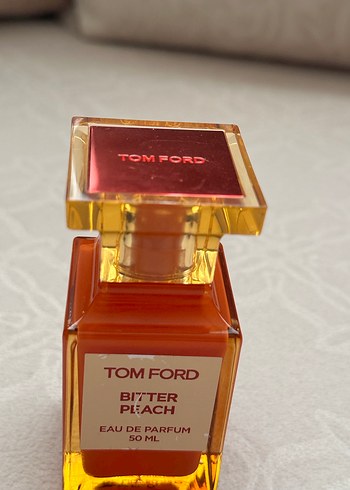 TOM FORD
TOM FORD
BITTER
PEACH
EAU DE PARFUM
50 ML